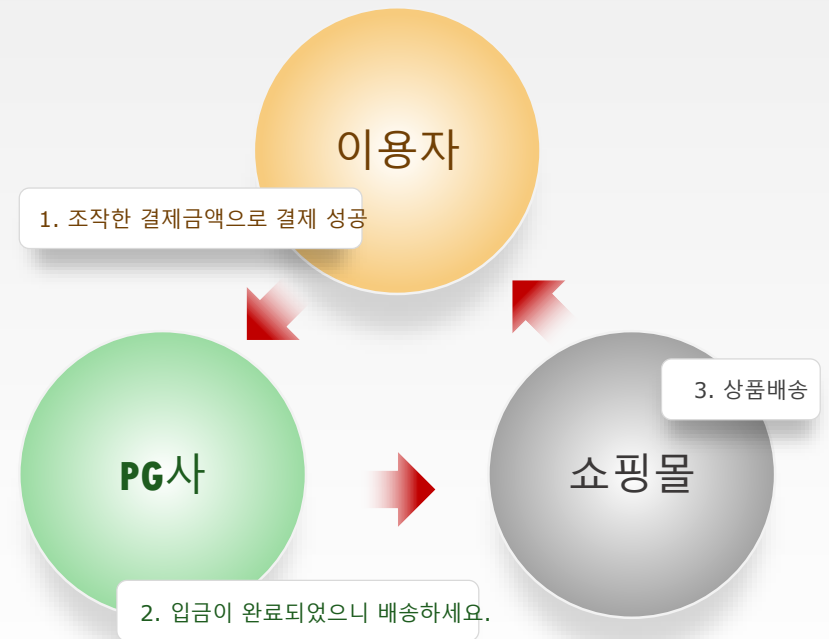 이용자
1. 조작한 결제금액으로 결제 성공
3. 상품배송
PG사
쇼핑몰
2. 입금이 완료되었으니 배송하세요.